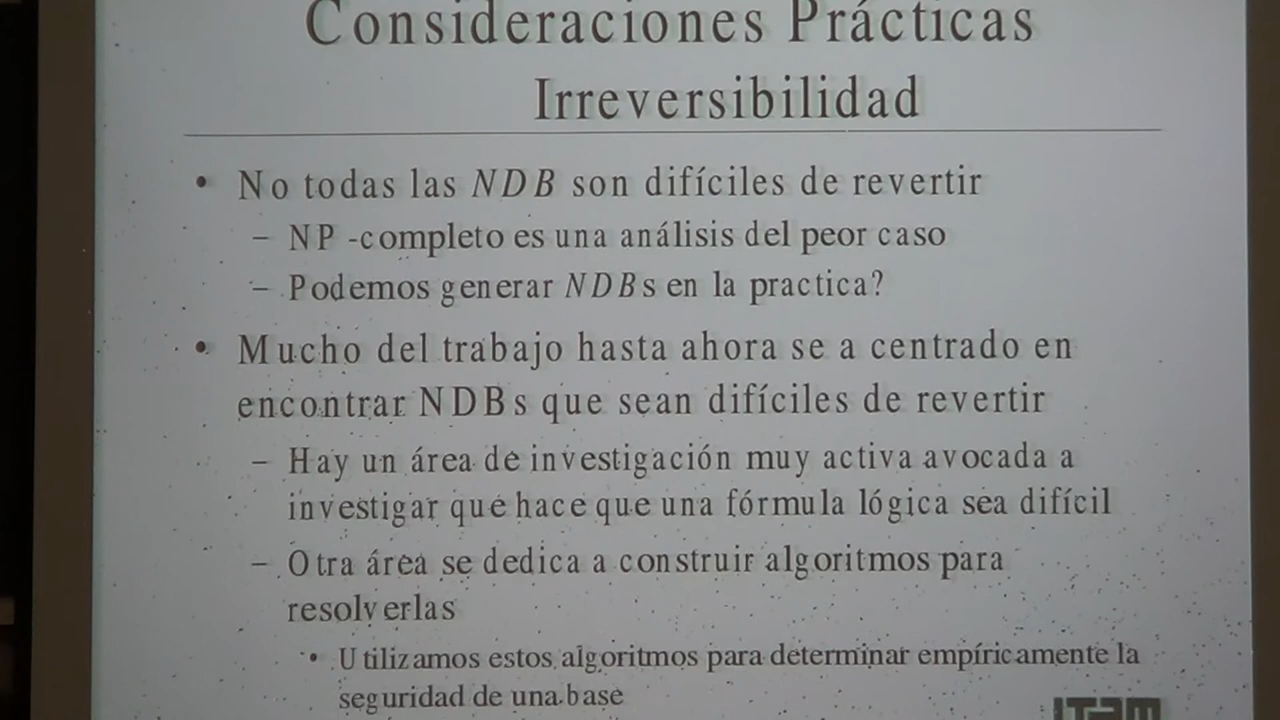 Consideraciones Prácticas
Irreversibilidad
• No todas las NDB son difíciles de revertir
– NP -completo es una análisis del peor caso
– Podemos generar NDBs en la practica?
• Mucho del trabajo hasta ahora se a centrado en
encontrar NDBs que sean difíciles de revertir
– Hay un área de investigación muy activa avocada a
investigar que hace que una fórmula lógica sea difícil
– Otra área se dedica a construir algoritmos para
resolverlas
• Utilizamos estos algoritmos para determinar empíricamente la
seguridad de una base
ITAM